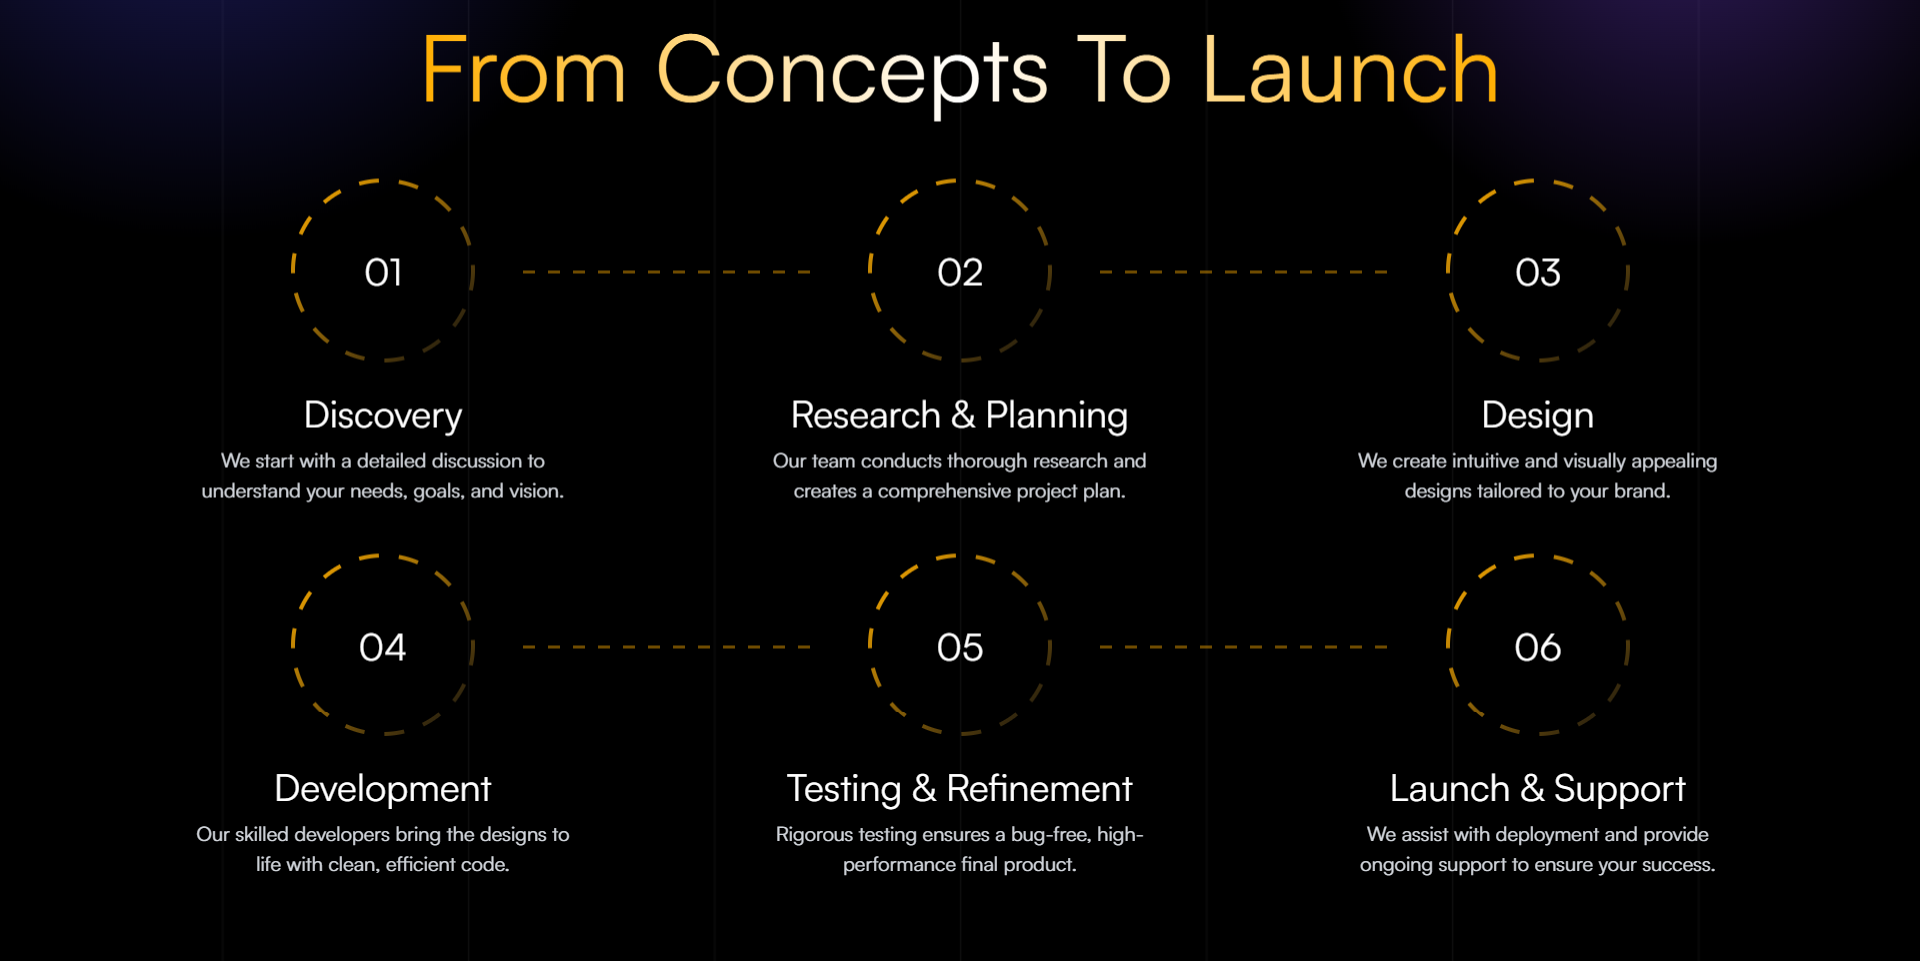 From Concepts To Launch
01
02
03
Discovery
We start with a detailed discussion to
understand your needs, goals, and vision.
Research & Planning
Our team conducts thorough research and
creates a comprehensive project plan.
Design
We create intuitive and visually appealing
designs tailored to your brand.
04
05
06
Development
Our skilled developers bring the designs to
life with clean, efficient code.
Testing & Refinement
Rigorous testing ensures a bug-free, high-
performance final product.
Launch & Support
We assist with deployment and provide
ongoing support to ensure your success.